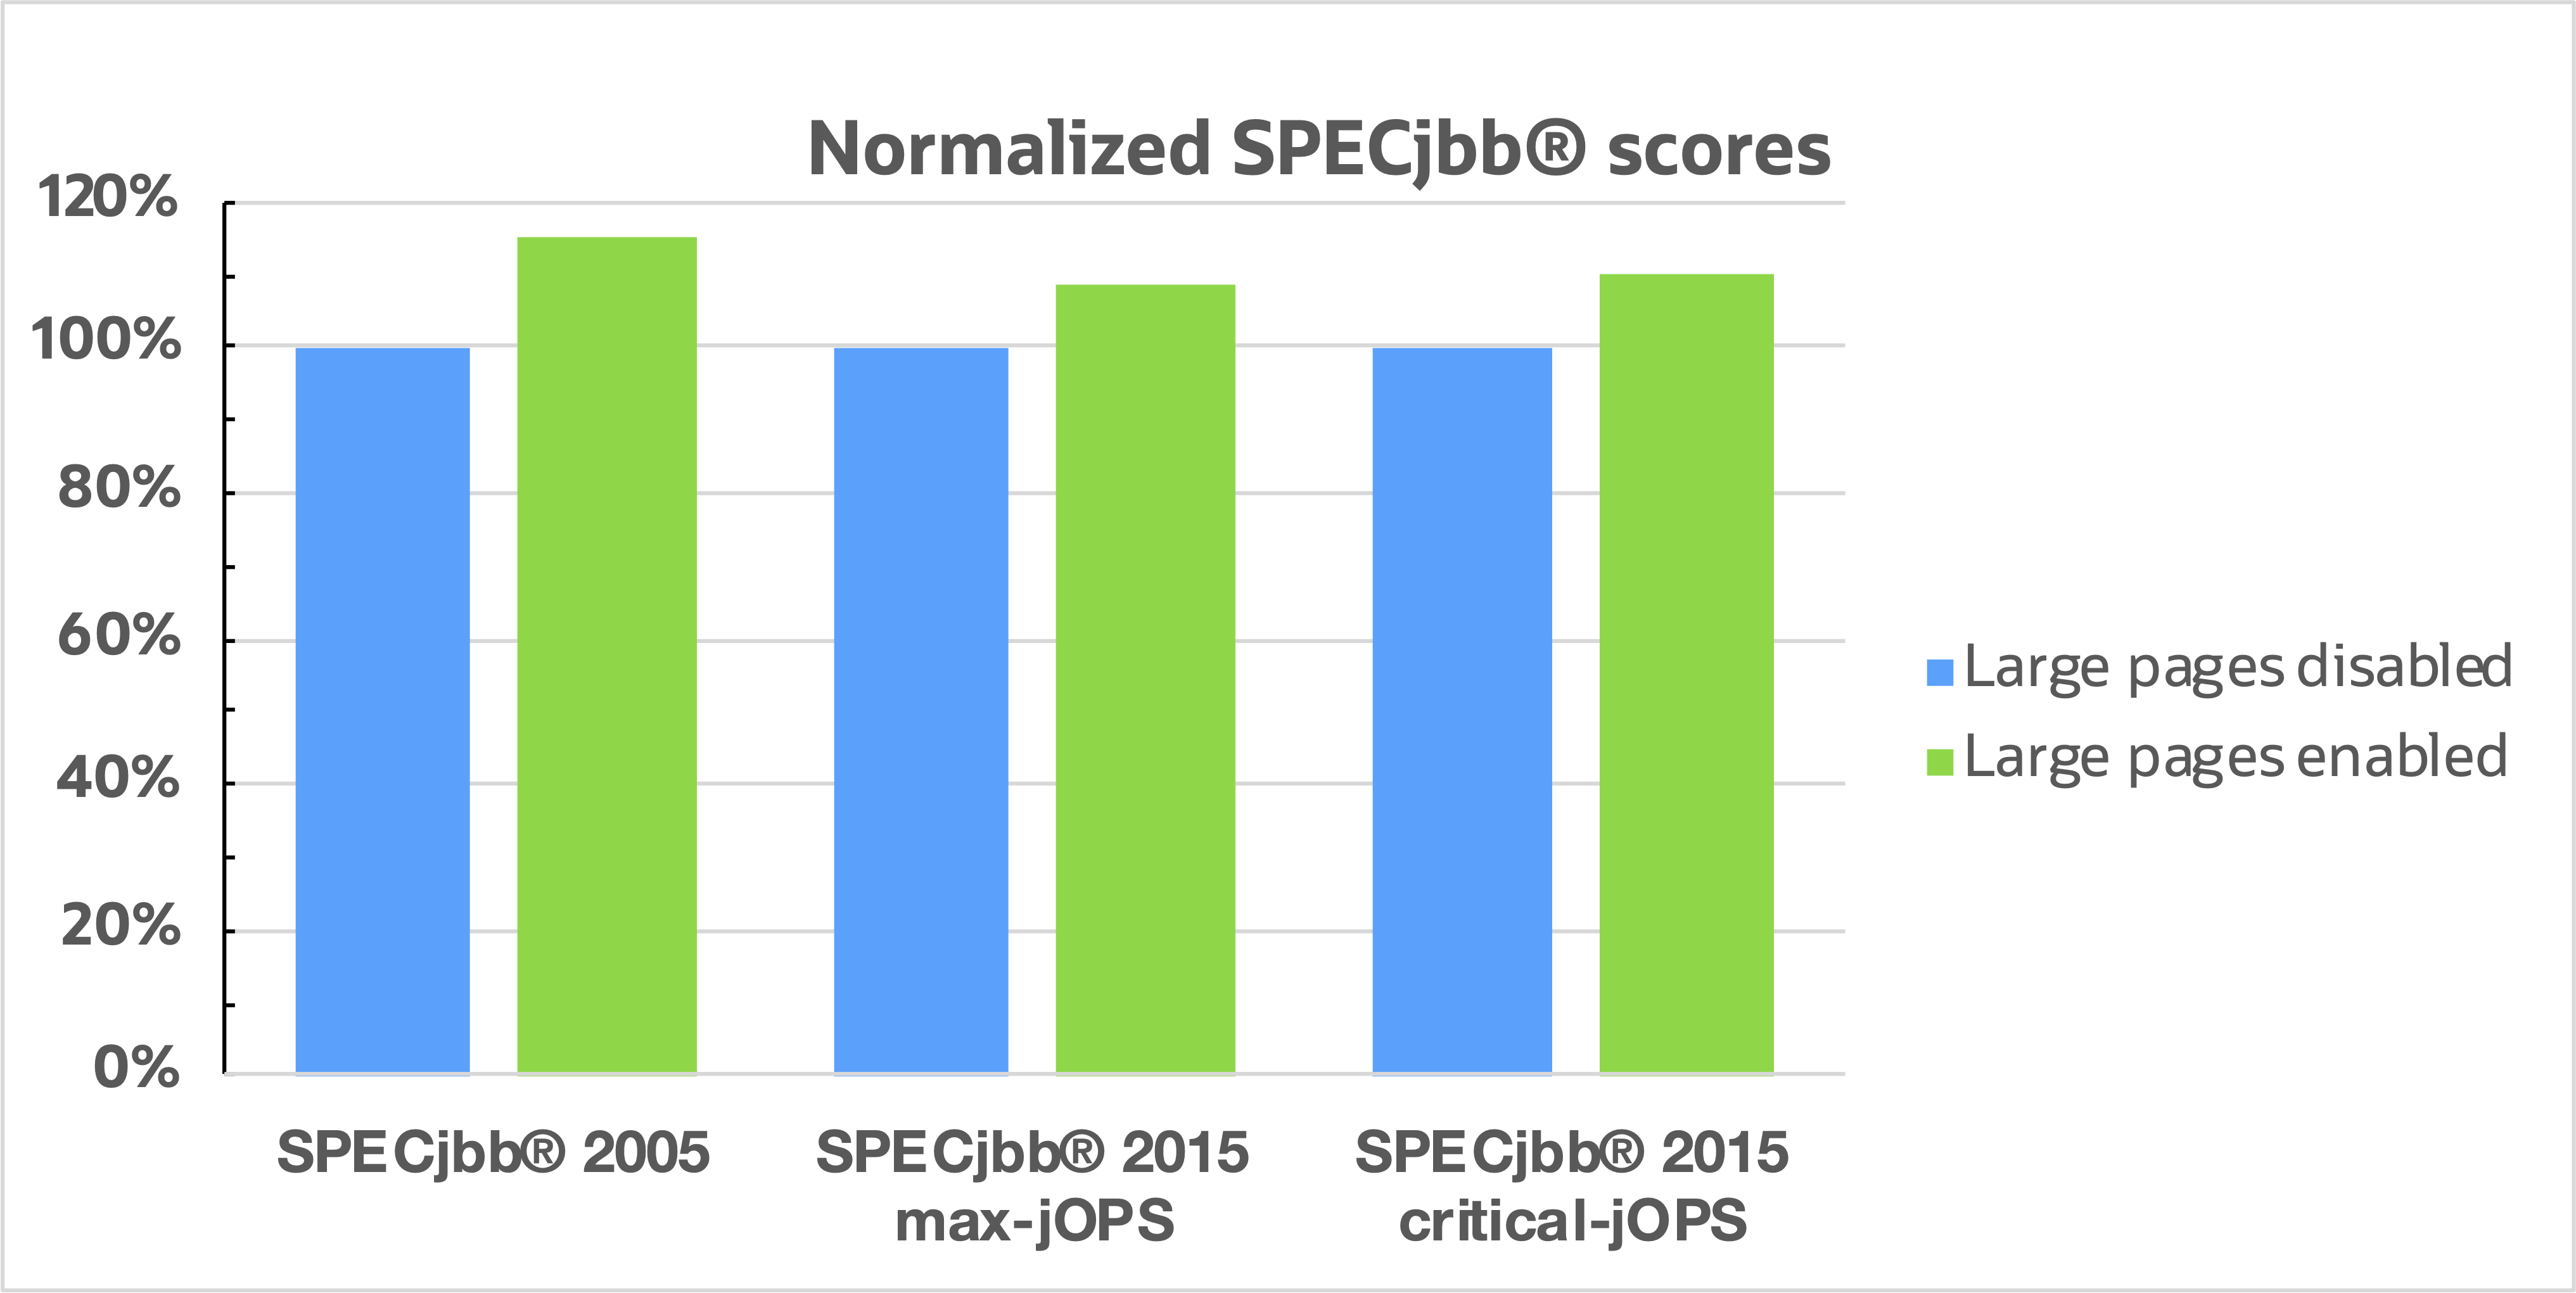 Normalized SPECjbb® scores
120%
100%
80%
60%
40%
20%
0%
SPECjbb® 2005
SPECjbb® 2015
max-jOPS
SPECjbb® 2015
critical-jOPS
Large pages disabled
Large pages enabled